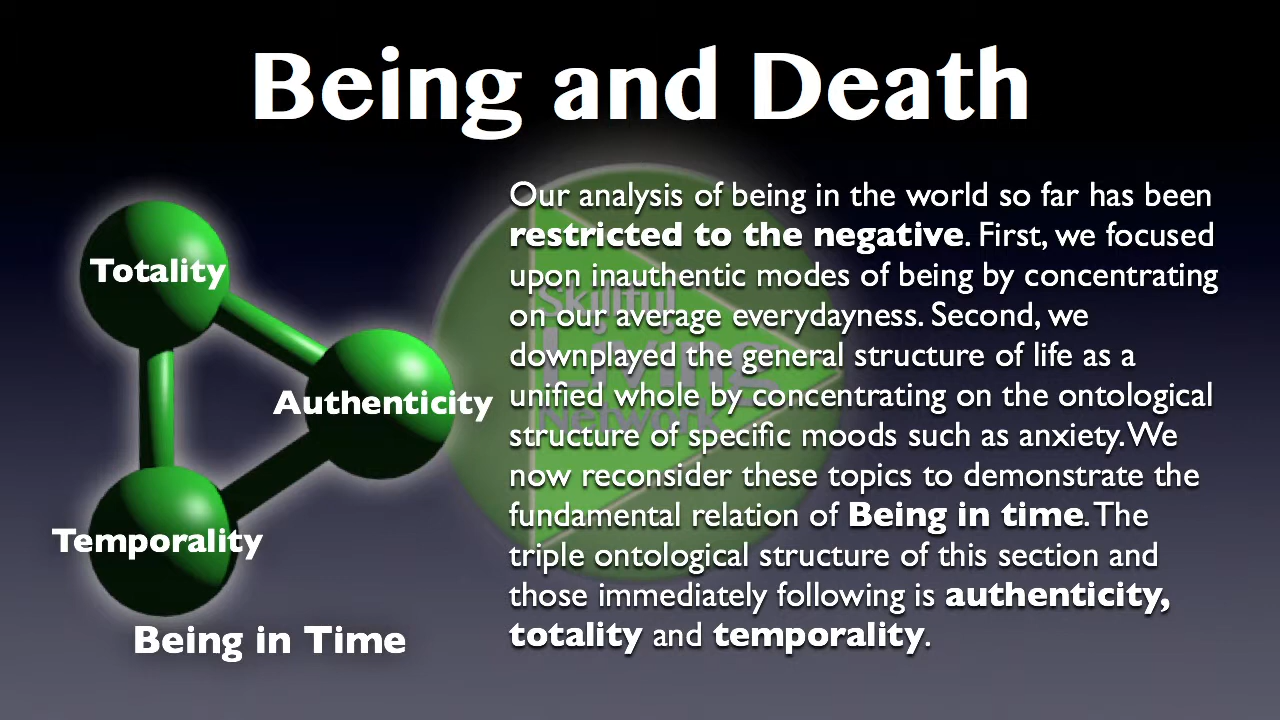 Being and Death
Totality
Authenticity
Temporality
Being in Time
Our analysis of being in the world so far has been
restricted to the negative. First, we focused
upon inauthentic modes of being by concentrating
on our average everydayness. Second, we
downplayed the general structure of life as a
unified whole by concentrating on the ontological
structure of specific moods such as anxiety. We
now reconsider these topics to demonstrate the
fundamental relation of Being in time. The
triple ontological structure of this section and
those immediately following is authenticity,
totality and temporality.
Skillful
Living
Network